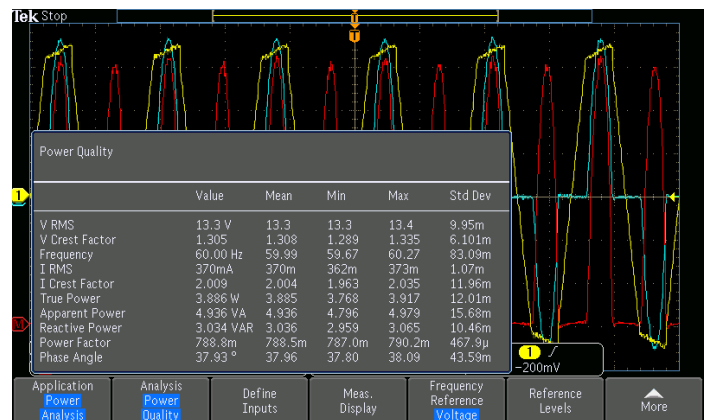 Tek Stop
T
T
1
Power Quality
Value Mean Min Max Std Dev
V RMS 13.3 V 13.3 13.3 13.4 9.95m
V Crest Factor 1.305 1.308 1.289 1.335 6.101m
Frequency 60.00 Hz 59.99 59.67 60.27 83.09m
I RMS 370mA 370m 362m 373m 1.07m
I Crest Factor 2.009 2.004 1.963 2.035 11.96m
True Power 3.886 W 3.885 3.768 3.917 12.01m
Apparent Power 4.936 VA 4.936 4.796 4.979 15.68m
Reactive Power 3.034 VAR 3.036 2.959 3.065 10.46m
Power Factor 788.8m 788.5m 787.0m 790.2m 467.9µ
Phase Angle 37.93 ° 37.96 37.80 38.09 43.59m
M
1
-200mV
Application
Power
Analysis
Analysis
Power
Quality
Define
Inputs
Meas.
Display
Frequency
Reference
Voltage
Reference
Levels
More